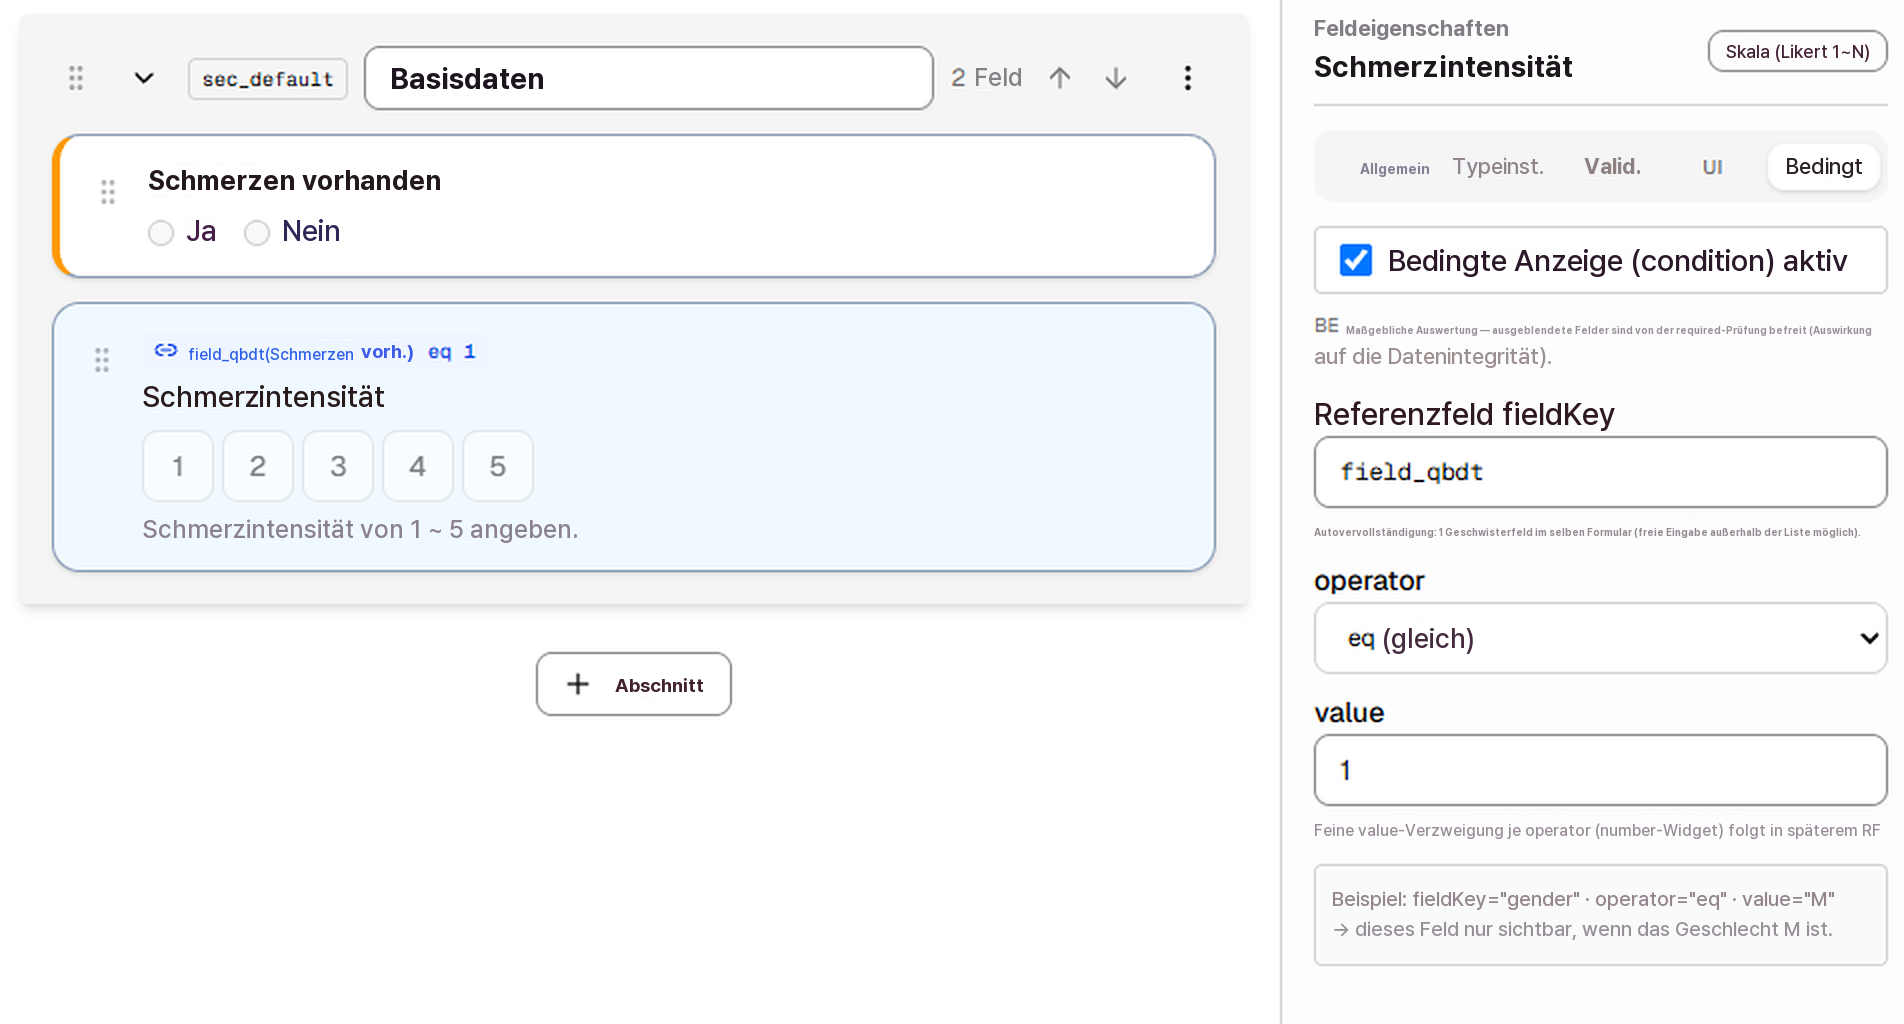 sec_default Basisdaten 2 Feld
Schmerzen vorhanden
Ja Nein
field_qbdt(Schmerzen vorh.) eq 1
Schmerzintensität
1 2 3 4 5
Schmerzintensität von 1 ~ 5 angeben.
Abschnitt
Feldeigenschaften
Schmerzintensität
Skala (Likert 1~N)
Allgemein Typeinst. Valid. UI Bedingt
Bedingte Anzeige (condition) aktiv
BE Maßgebliche Auswertung — ausgeblendete Felder sind von der required-Prüfung befreit (Auswirkung
auf die Datenintegrität).
Referenzfeld fieldKey
field_qbdt
Autovervollständigung: 1 Geschwisterfeld im selben Formular (freie Eingabe außerhalb der Liste möglich).
operator
eq (gleich)
value
1
Feine value-Verzweigung je operator (number-Widget) folgt in späterem RF
Beispiel: fieldKey="gender" · operator="eq" · value="M"
→ dieses Feld nur sichtbar, wenn das Geschlecht M ist.